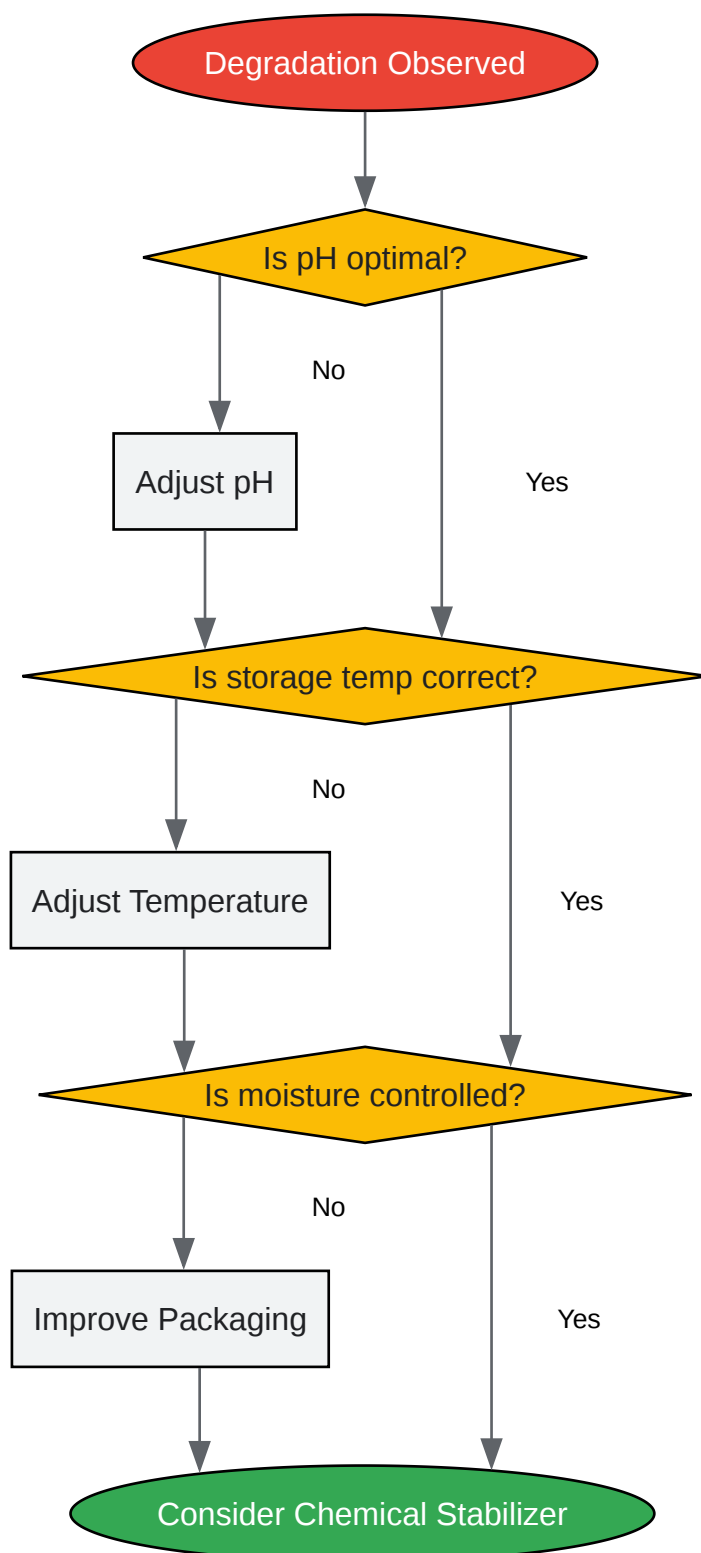 Degradation Observed
Is pH optimal?
No
Adjust pH
Yes
Is storage temp correct?
No
Adjust Temperature
Yes
Is moisture controlled?
No
Improve Packaging
Yes
Consider Chemical Stabilizer